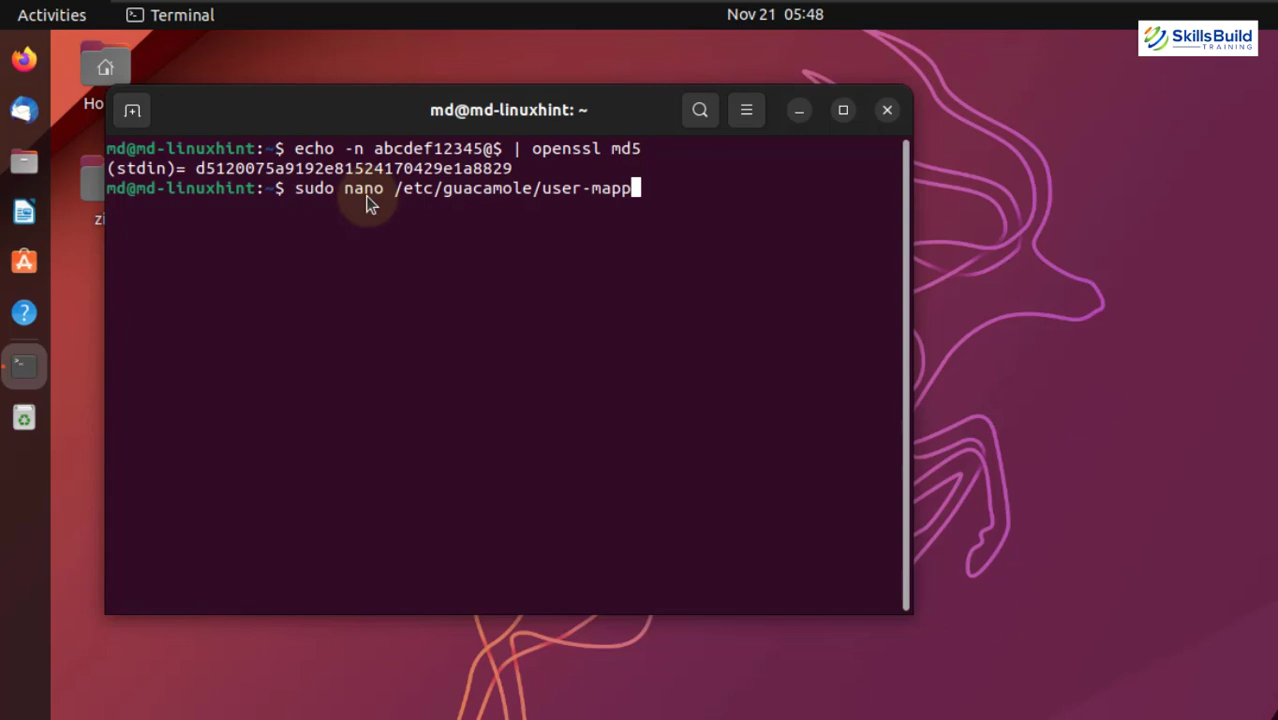 Activities
Terminal
Nov 21 05:48
SkillsBuild
TRAINING
Ho
md@md-linuxhint: ~
md@md-linuxhint:~$ echo -n abcdef12345@$ | openssl md5
(stdin)= d5120075a9192e81524170429e1a8829
md@md-linuxhint:~$ sudo nano /etc/guacamole/user-mapp
zi